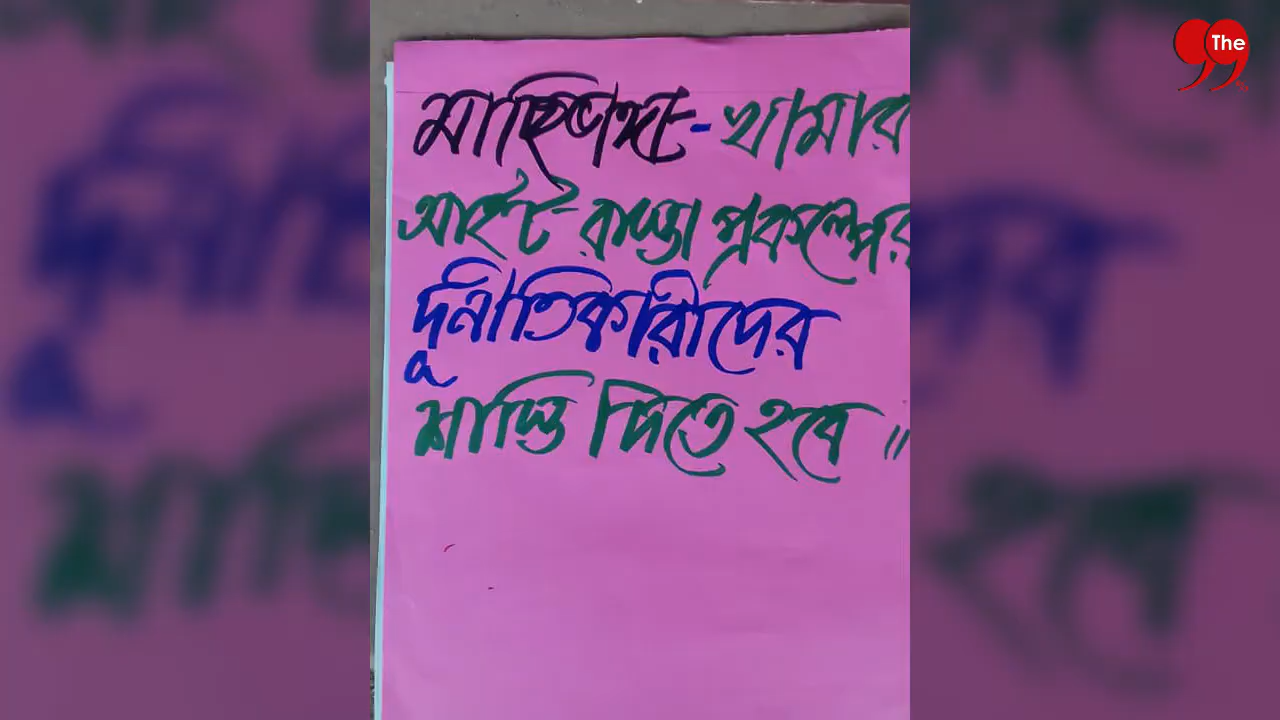 The
মাছিভাঙ্গা-খামার
আইট রাস্তা প্রকল্পের
দুর্নীতিকারীদের
শাস্তি দিতে হবে ॥